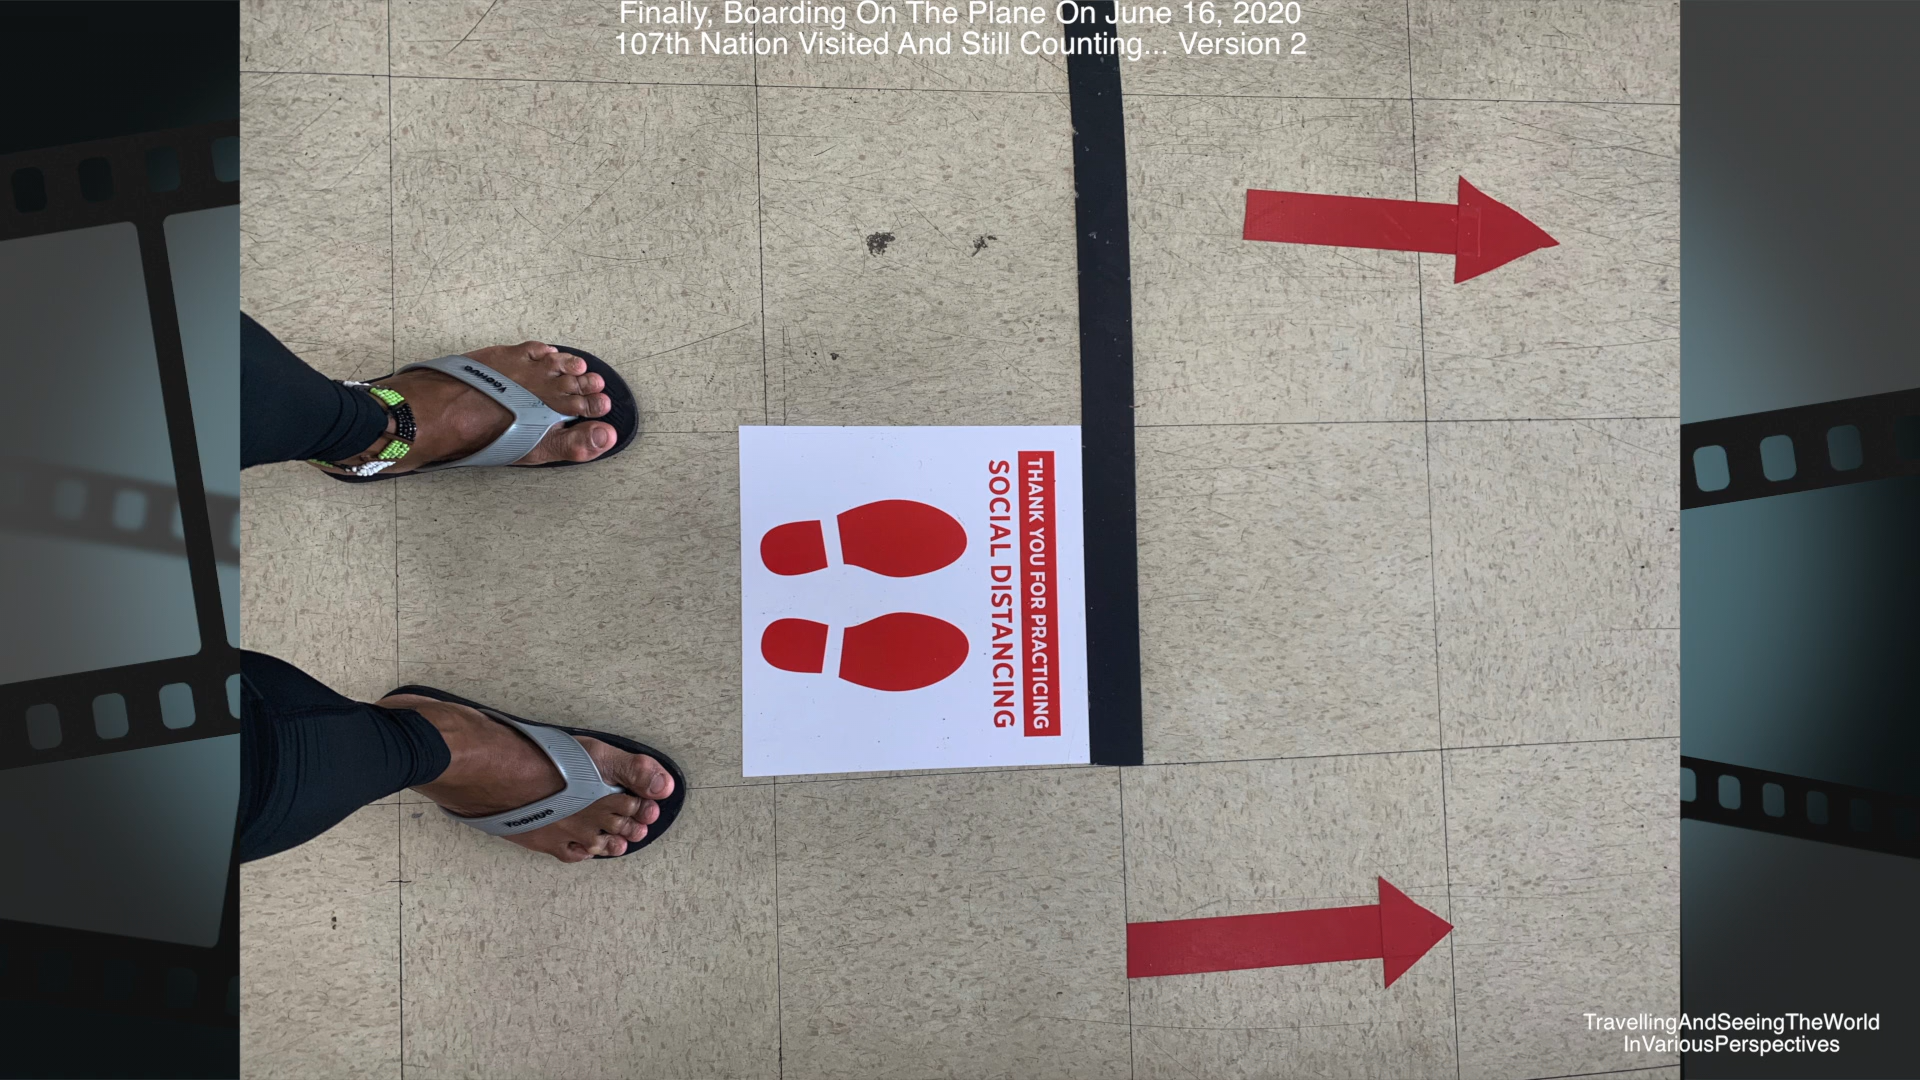 Finally, Boarding On The Plane On June 16, 2020
107th Nation Visited And Still Counting... Version 2
THANK YOU FOR PRACTICING
SOCIAL DISTANCING
TravellingAndSeeingTheWorld
InVariousPerspectives